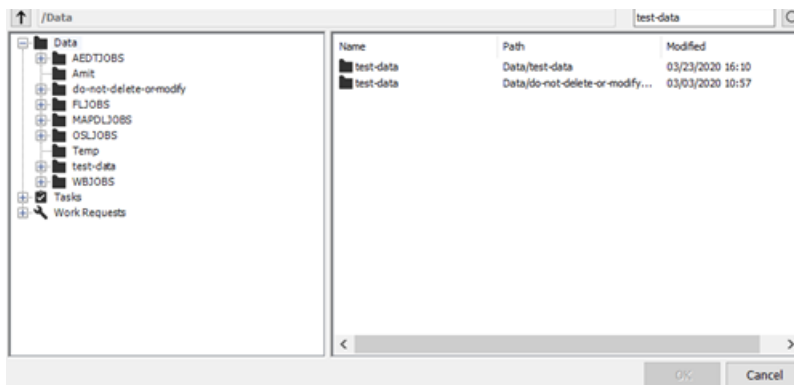 /Data
test-data
Data
AEDTJOBS
Amit
do-not-delete-or-modify
FLJOBS
MAPDLJOBS
OSLJOBS
Temp
test-data
WBJOBS
Tasks
Work Requests
Name Path Modified
test-data Data/test-data 03/23/2020 16:10
test-data Data/do-not-delete-or-modify... 03/03/2020 10:57
OK Cancel